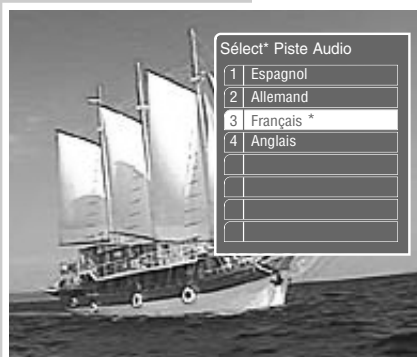 Sélect* Piste Audio
1 Espagnol
2 Allemand
3 Français *
4 Anglais